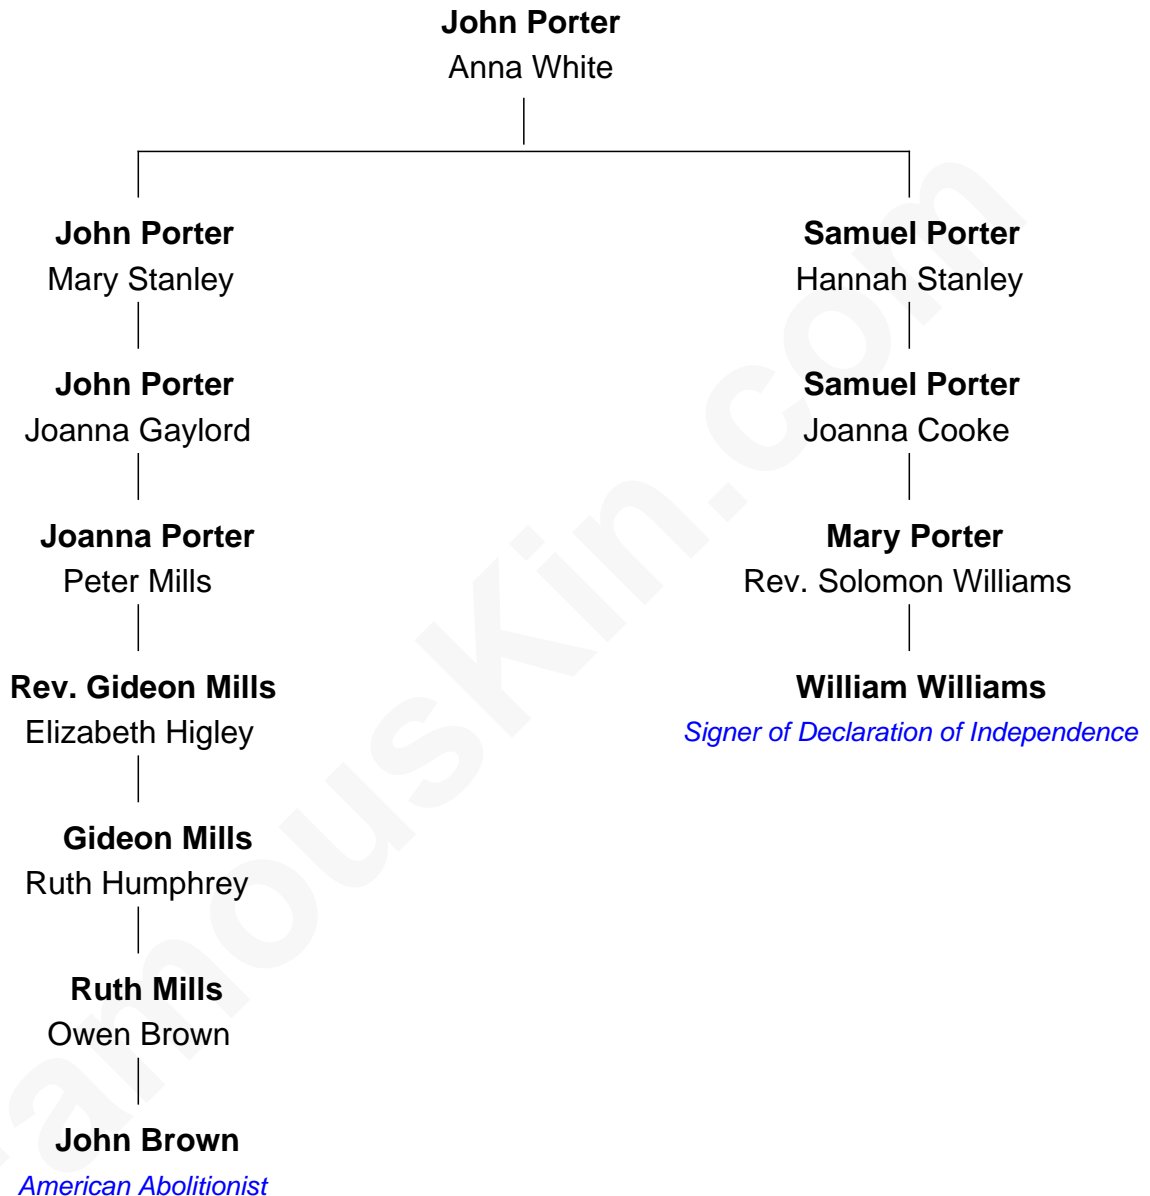 John Porter
Anna White
John Porter
Mary Stanley
Samuel Porter
Hannah Stanley
John Porter
Joanna Gaylord
Samuel Porter
Joanna Cooke
Joanna Porter
Peter Mills
Mary Porter
Rev. Solomon Williams
Rev. Gideon Mills
Elizabeth Higley
William Williams
Signer of Declaration of Independence
Gideon Mills
Ruth Humphrey
Ruth Mills
Owen Brown
John Brown
American Abolitionist
famouskin.com